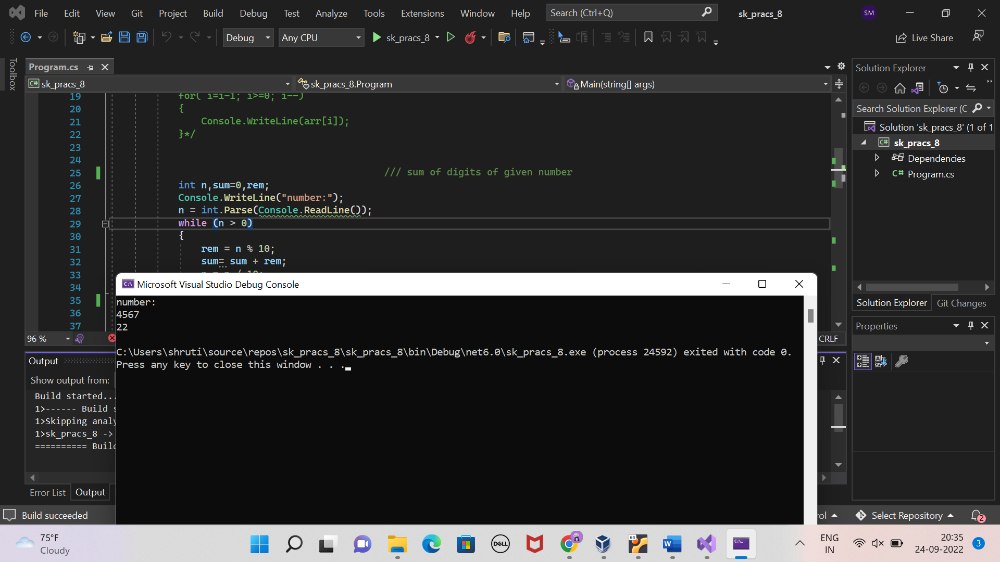 File Edit View Git Project Build Debug Test Analyze Tools Extensions Window Help Search (Ctrl+Q) sk_pracs_8 SM
Debug Any CPU sk_pracs_8 Live Share
Toolbox
Program.cs
sk_pracs_8 sk_pracs_8.Program Main(string[] args)
19 for( i=i-1; i>=0; i--)
20 {
21 Console.WriteLine(arr[i]);
22 }*/
23
24
25 /// sum of digits of given number
26 int n,sum=0,rem;
27 Console.WriteLine("number:");
28 n = int.Parse(Console.ReadLine());
29 while (n > 0)
30 {
31 rem = n % 10;
32 sum= sum + rem;
33 n = n / 10;
34
35
36
37
96 %
CRLF
Microsoft Visual Studio Debug Console
number:
4567
22
C:\Users\shruti\source\repos\sk_pracs_8\sk_pracs_8\bin\Debug\net6.0\sk_pracs_8.exe (process 24592) exited with code 0.
Press any key to close this window . . .
Output
Show output from:
Build started...
1>------ Build s
1>Skipping analy
1>sk_pracs_8 ->
========== Build
Error List Output
Solution Explorer
Search Solution Explorer (C
Solution 'sk_pracs_8' (1 of 1
C# sk_pracs_8
Dependencies
C# Program.cs
Solution Explorer Git Changes
Properties
Build succeeded
rol Select Repository 2
75°F
Cloudy
DELL
64
ENG
IN
20:35
24-09-2022
3